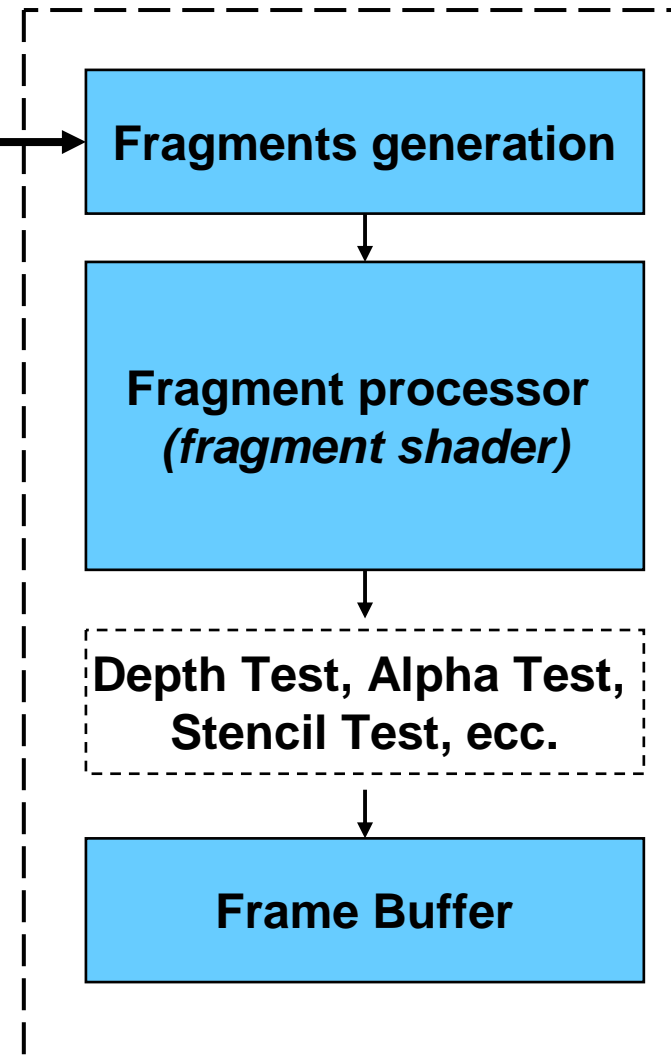 Fragments generation
Fragment processor
(fragment shader)
Depth Test, Alpha Test,
Stencil Test, ecc.
Frame Buffer